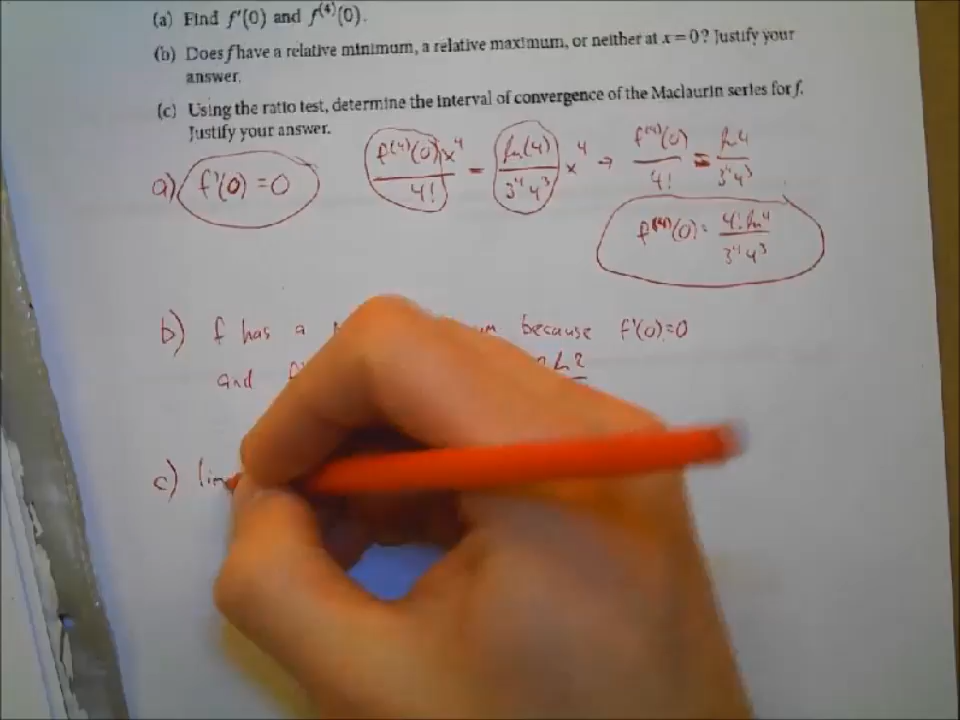 (a) Find f'(0) and f⁽⁴⁾(0).
(b) Does f have a relative minimum, a relative maximum, or neither at x=0? Justify your
answer.
(c) Using the ratio test, determine the interval of convergence of the Maclaurin series for f.
Justify your answer.
a) f'(0) = 0
f⁽⁴⁾(0)x⁴ / 4! = ln(4) / 3⁴4³ x⁴ → f⁽⁴⁾(0) / 4! = ln4 / 3⁴4³
f⁽⁴⁾(0) = 4! ln4 / 3⁴4³
b) f has a because f'(0)=0
and
c) lim